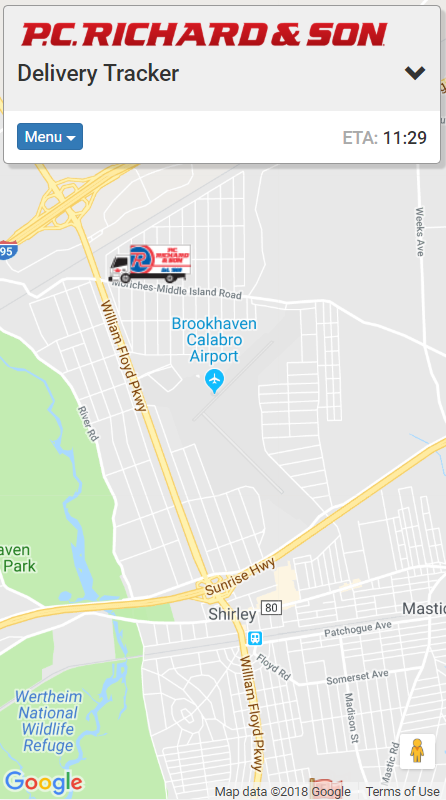 P.C. RICHARD & SON
Delivery Tracker
Menu
ETA: 11:29
Weeks Ave
95
R
P.C.
RICHARD
& SON
Moriches-Middle Island Road
Brookhaven
Calabro
Airport
William Floyd Pkwy
River Rd
aven
Park
Sunrise Hwy
Shirley
80
Mastic
Patchogue Ave
Floyd Rd
Somerset Ave
William Floyd Pkwy
Madison St
Mastic Rd
Wertheim
National
Wildlife
Refuge
Google
Map data ©2018 Google
Terms of Use